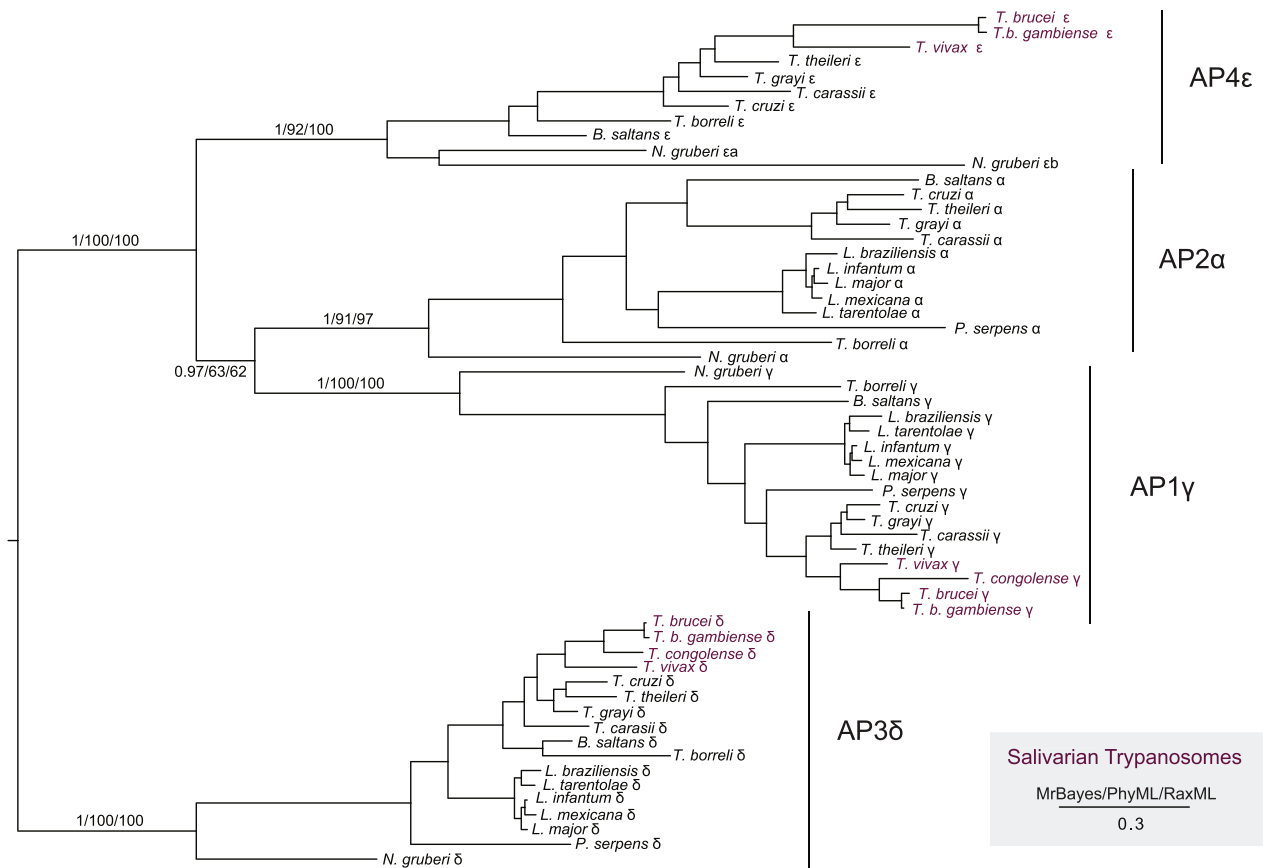 T. brucei ε
T.b. gambiense ε
T. vivax ε
T. theileri ε
T. grayi ε
T. carassii ε
T. cruzi ε
T. borreli ε
B. saltans ε
N. gruberi εa
N. gruberi εb
AP4ε
1/92/100
1/100/100
B. saltans α
T. cruzi α
T. theileri α
T. grayi α
T. carassii α
L. braziliensis α
L. infantum α
L. major α
L. mexicana α
L. tarentolae α
P. serpens α
T. borreli α
N. gruberi α
AP2α
1/91/97
0.97/63/62
1/100/100
N. gruberi γ
T. borreli γ
B. saltans γ
L. braziliensis γ
L. tarentolae γ
L. infantum γ
L. mexicana γ
L. major γ
P. serpens γ
T. cruzi γ
T. grayi γ
T. carassii γ
T. theileri γ
T. vivax γ
T. congolense γ
T. brucei γ
T. b. gambiense γ
AP1γ
T. brucei δ
T. b. gambiense δ
T. congolense δ
T. vivax δ
T. cruzi δ
T. theileri δ
T. grayi δ
T. carasii δ
B. saltans δ
T. borreli δ
L. braziliensis δ
L. tarentolae δ
L. infantum δ
L. mexicana δ
L. major δ
P. serpens δ
N. gruberi δ
AP3δ
1/100/100
Salivarian Trypanosomes
MrBayes/PhyML/RaxML
0.3